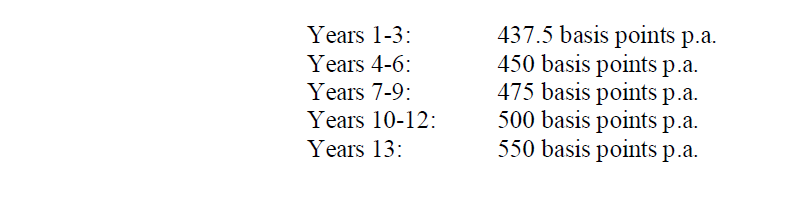 Years 1-3: 437.5 basis points p.a.
Years 4-6: 450 basis points p.a.
Years 7-9: 475 basis points p.a.
Years 10-12: 500 basis points p.a.
Years 13: 550 basis points p.a.